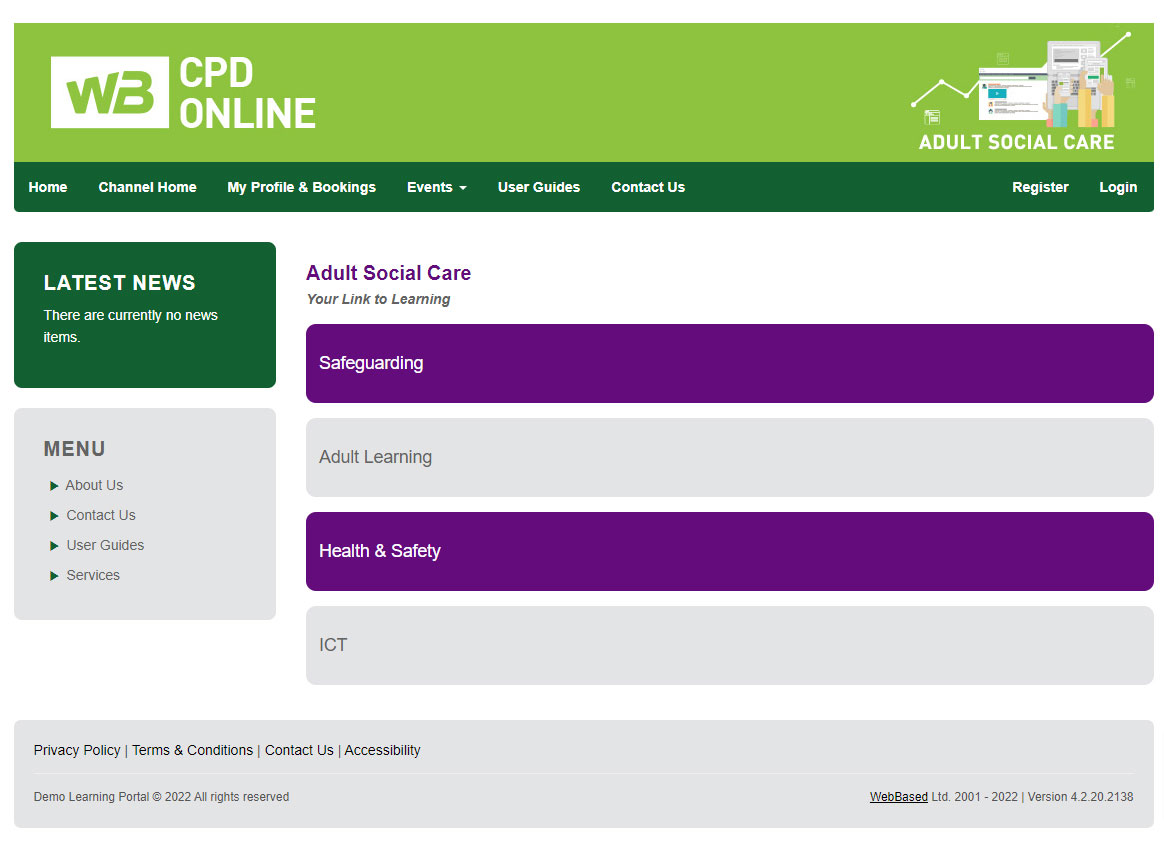 WB CPD
ONLINE
ADULT SOCIAL CARE
Home Channel Home My Profile & Bookings Events User Guides Contact Us Register Login
LATEST NEWS
There are currently no news
items.
MENU
About Us
Contact Us
User Guides
Services
Adult Social Care
Your Link to Learning
Safeguarding
Adult Learning
Health & Safety
ICT
Privacy Policy | Terms & Conditions | Contact Us | Accessibility
Demo Learning Portal © 2022 All rights reserved
WebBased Ltd. 2001 - 2022 | Version 4.2.20.2138